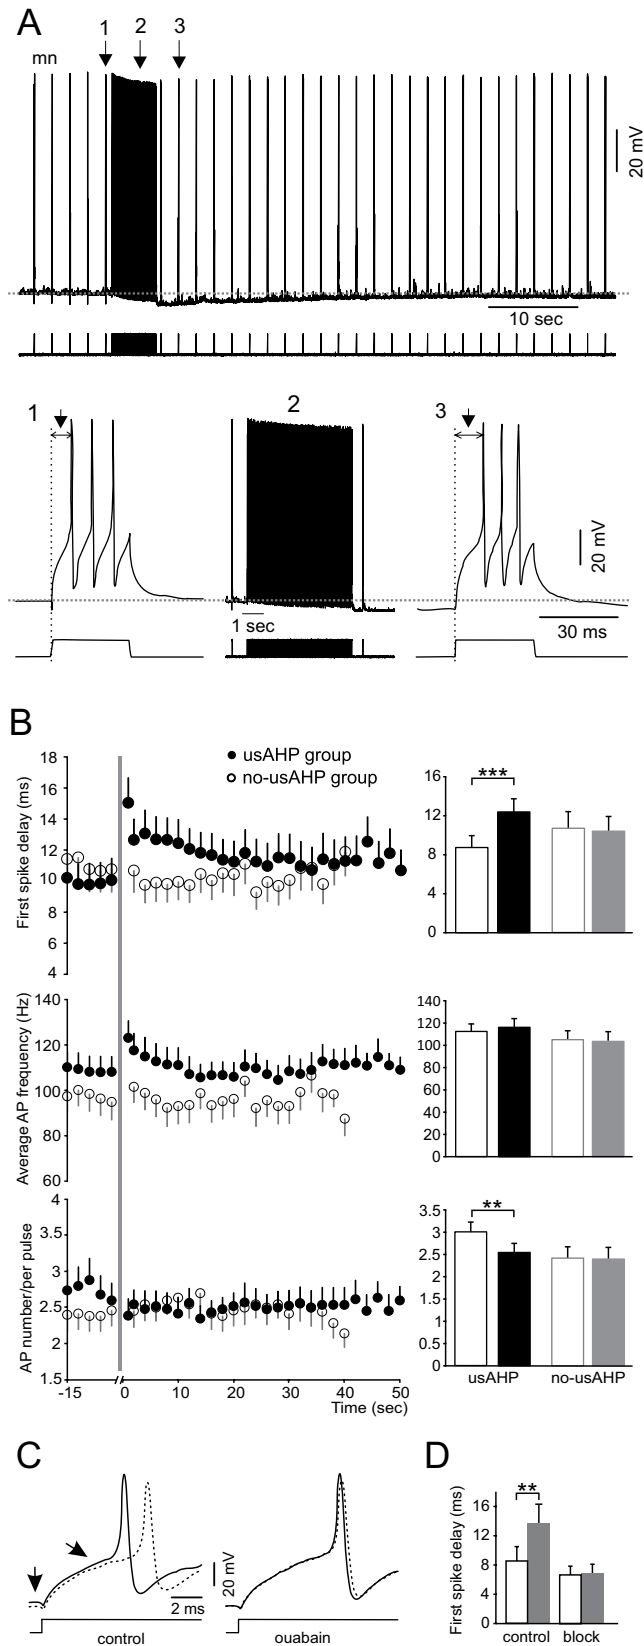 A
1 2 3
mn
20 mV
10 sec
1 2 3
20 mV
1 sec
30 ms
B
usAHP group
no-usAHP group
First spike delay (ms)
18
16
14
12
10
8
6
4
***
16
12
8
4
0
Average AP frequency (Hz)
140
120
100
80
60
140
120
100
80
60
40
20
0
AP number/per pulse
4
3.5
3
2.5
2
1.5
-15 0 10 20 30 40 50
Time (sec)
**
3.5
3
2.5
2
1.5
1
0.5
0
usAHP no-usAHP
C
20 mV
2 ms
control
ouabain
D
First spike delay (ms)
**
16
12
8
4
0
control block